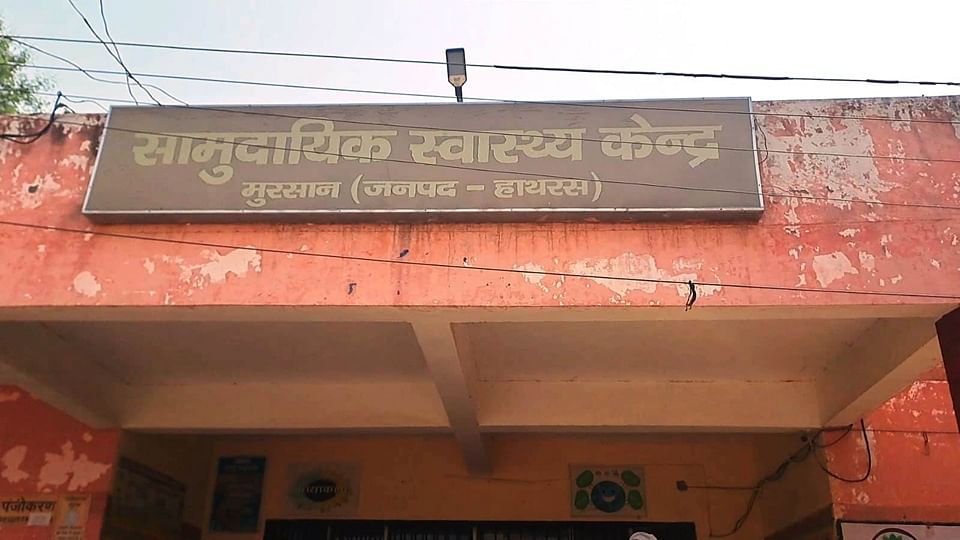 सामुदायिक स्वास्थ्य केन्द्र
मुरसान (जनपद - हाथरस)
पंजीकरण